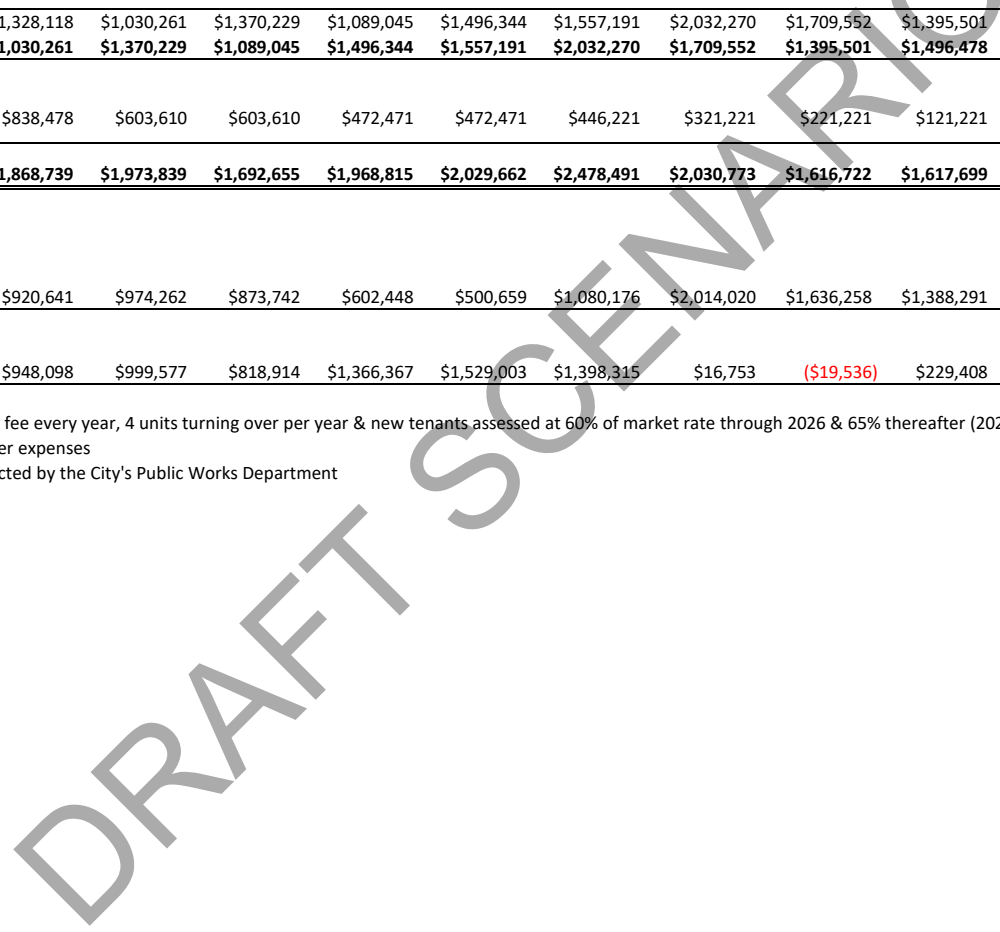 1,328,118 $1,030,261 $1,370,229 $1,089,045 $1,496,344 $1,557,191 $2,032,270 $1,709,552 $1,395,501
1,030,261 $1,370,229 $1,089,045 $1,496,344 $1,557,191 $2,032,270 $1,709,552 $1,395,501 $1,496,478
$838,478 $603,610 $603,610 $472,471 $472,471 $446,221 $321,221 $221,221 $121,221
1,868,739 $1,973,839 $1,692,655 $1,968,815 $2,029,662 $2,478,491 $2,030,773 $1,616,722 $1,617,699
$920,641 $974,262 $873,742 $602,448 $500,659 $1,080,176 $2,014,020 $1,636,258 $1,388,291
$948,098 $999,577 $818,914 $1,366,367 $1,529,003 $1,398,315 $16,753 ($19,536) $229,408
fee every year, 4 units turning over per year & new tenants assessed at 60% of market rate through 2026 & 65% thereafter (202
er expenses
cted by the City's Public Works Department
DRAFT SCENARIO